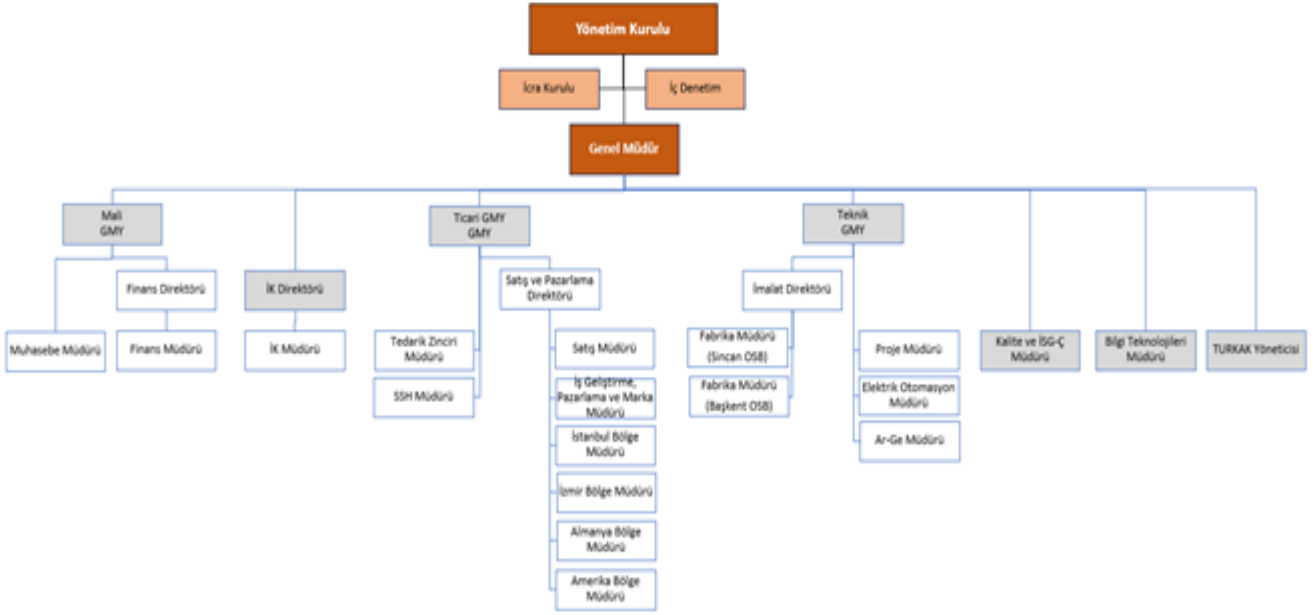 Yönetim Kurulu
İcra Kurulu
İç Denetim
Genel Müdür
Mali
GMY
Ticari GMY
GMY
Teknik
GMY
Finans Direktörü
İK Direktörü
Satış ve Pazarlama
Direktörü
İmalat Direktörü
Muhasebe Müdürü
Finans Müdürü
İK Müdürü
Tedarik Zinciri
Müdürü
SSH Müdürü
Satış Müdürü
İş Geliştirme,
Pazarlama ve Marka
Müdürü
İstanbul Bölge
Müdürü
İzmir Bölge Müdürü
Almanya Bölge
Müdürü
Amerika Bölge
Müdürü
Fabrika Müdürü
(Sincan OSB)
Fabrika Müdürü
(Başkent OSB)
Proje Müdürü
Elektrik Otomasyon
Müdürü
Ar-Ge Müdürü
Kalite ve İSG-Ç
Müdürü
Bilgi Teknolojileri
Müdürü
TURKAK Yöneticisi